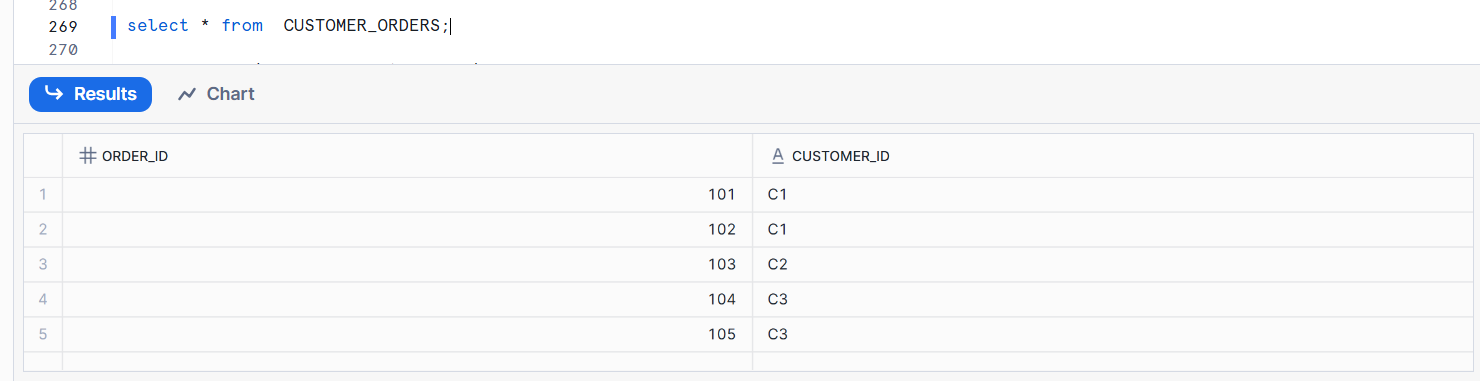 268
269 select * from  CUSTOMER_ORDERS;
270
Results Chart
ORDER_ID CUSTOMER_ID
1 101 C1
2 102 C1
3 103 C2
4 104 C3
5 105 C3